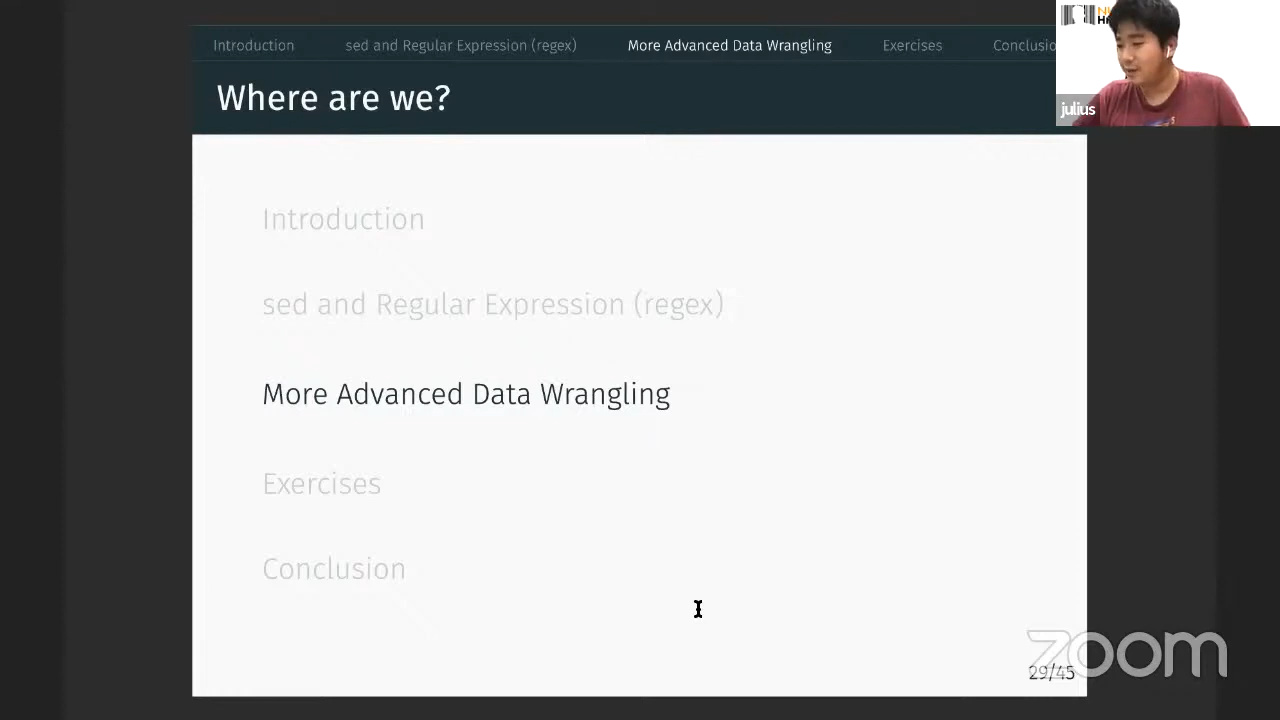 Introduction sed and Regular Expression (regex) More Advanced Data Wrangling Exercises Conclusio
Where are we?
julius
Introduction
sed and Regular Expression (regex)
More Advanced Data Wrangling
Exercises
Conclusion
zoom
29/45